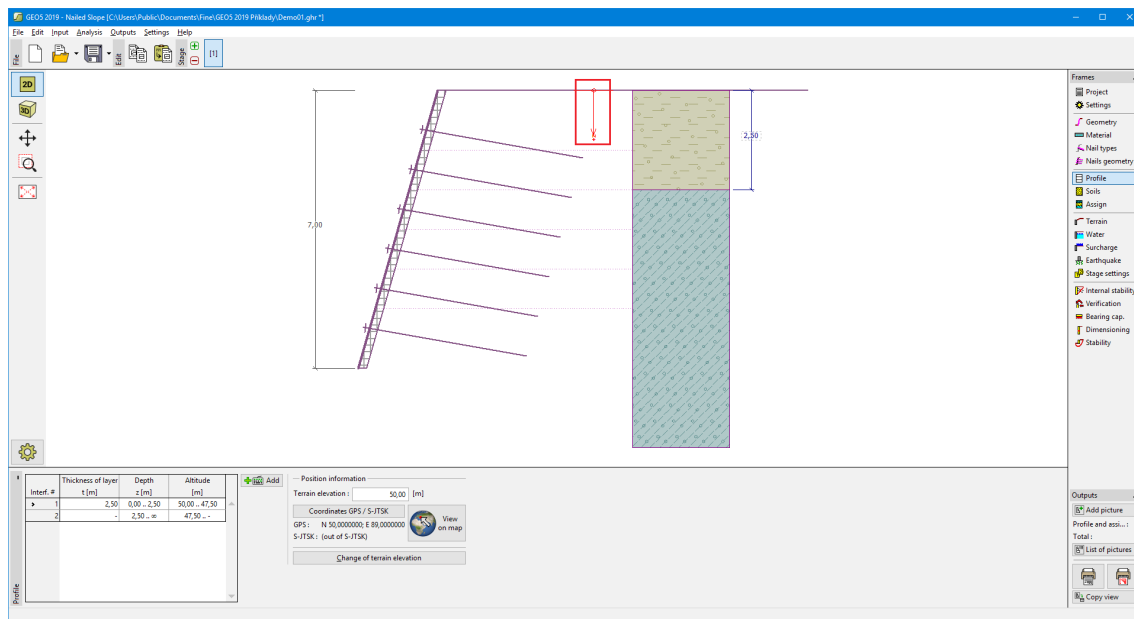 GEO5 2019 - Nailed Slope [C:\Users\Public\Documents\Fine\GEO5 2019 Příklady\Demo01.ghr *]
File Edit Input Analysis Outputs Settings Help
File
Edit
Stage
[1]
2D
3D
7,00
2,50
Frames
Project
Settings
Geometry
Material
Nail types
Nails geometry
Profile
Soils
Assign
Terrain
Water
Surcharge
Earthquake
Stage settings
Internal stability
Verification
Bearing cap.
Dimensioning
Stability
Outputs
Add picture
Profile and assi... :
Total :
List of pictures
Copy view
Profile
Interf. # Thickness of layer t [m] Depth z [m] Altitude [m]
1 2,50 0,00 .. 2,50 50,00 .. 47,50
2 - 2,50 .. ∞ 47,50 .. -
Add
Position information
Terrain elevation : 50,00 [m]
Coordinates GPS / S-JTSK
GPS : N 50,0000000; E 89,0000000
S-JTSK : (out of S-JTSK)
View on map
Change of terrain elevation